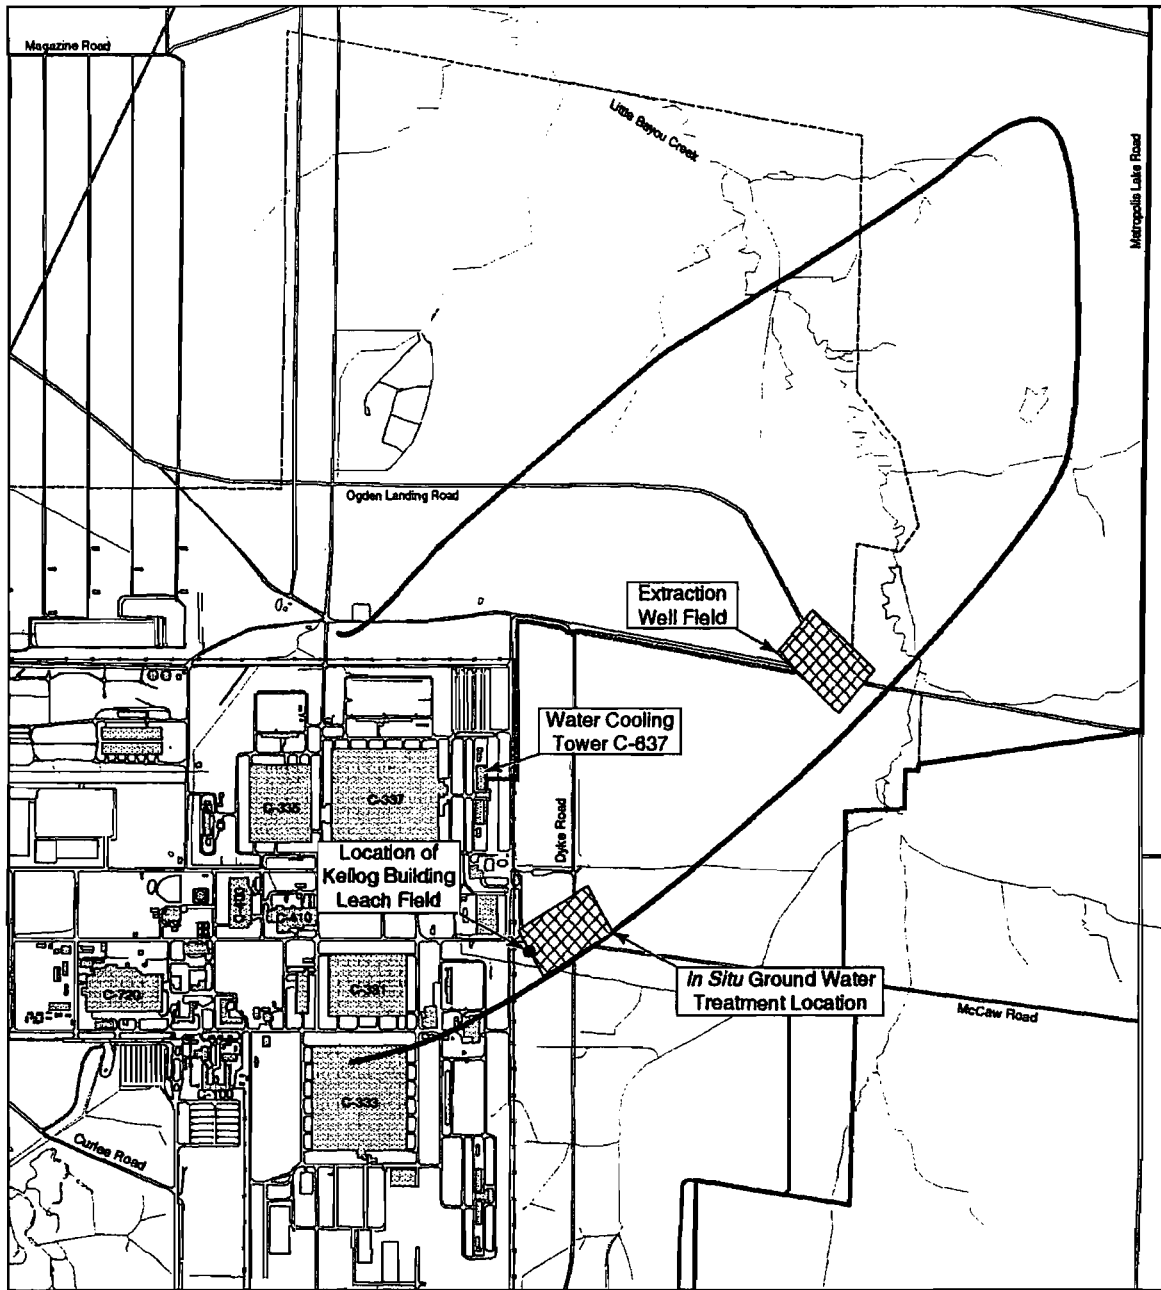 Magazine Road
Little Bayou Creek
Metropolis Lake Road
Ogden Landing Road
Extraction
Well Field
Water Cooling
Tower C-637
C-335
C-337
Dyke Road
Location of
Kellog Building
Leach Field
C-400
C-410
C-331
C-720
In Situ Ground Water
Treatment Location
McCaw Road
C-333
Curlee Road